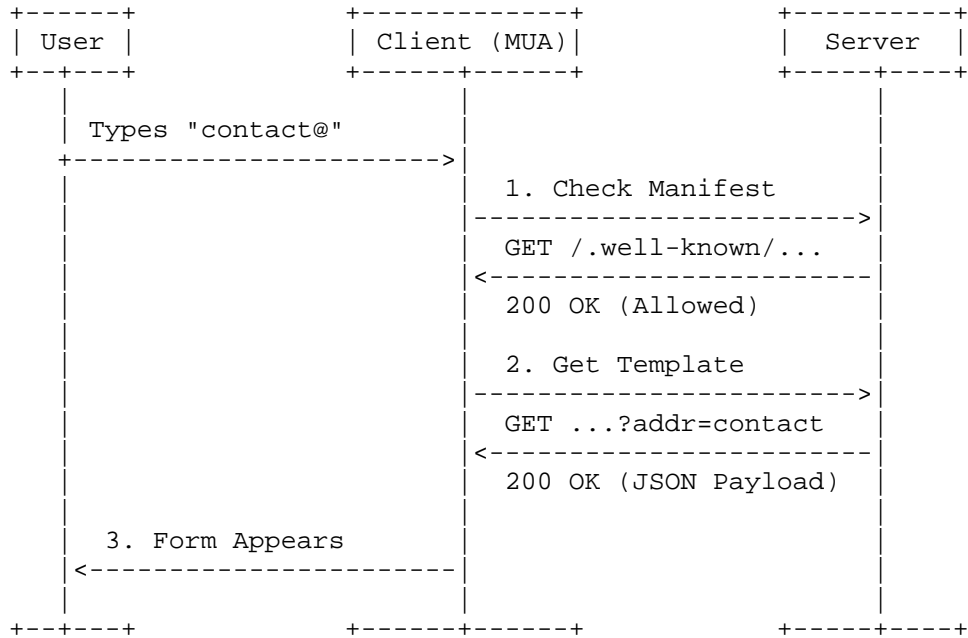 User Client (MUA) Server
Types "contact@"
1. Check Manifest
GET /.well-known/...
200 OK (Allowed)
2. Get Template
GET ...?addr=contact
200 OK (JSON Payload)
3. Form Appears